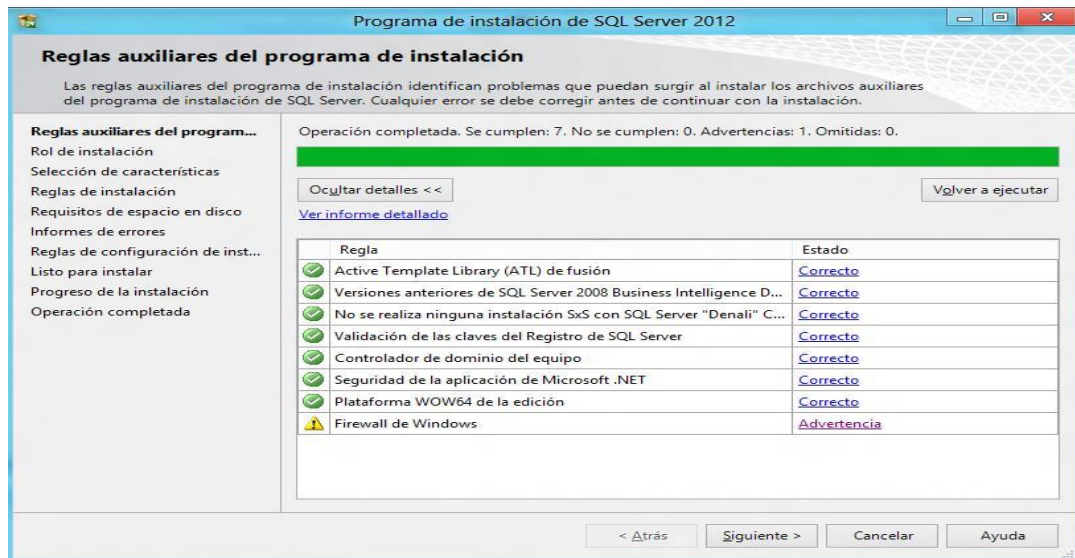 Programa de instalación de SQL Server 2012
Reglas auxiliares del programa de instalación
Las reglas auxiliares del programa de instalación identifican problemas que puedan surgir al instalar los archivos auxiliares
del programa de instalación de SQL Server. Cualquier error se debe corregir antes de continuar con la instalación.
Reglas auxiliares del program...
Rol de instalación
Selección de características
Reglas de instalación
Requisitos de espacio en disco
Informes de errores
Reglas de configuración de inst...
Listo para instalar
Progreso de la instalación
Operación completada
Operación completada. Se cumplen: 7. No se cumplen: 0. Advertencias: 1. Omitidas: 0.
Ocultar detalles <<
Volver a ejecutar
Ver informe detallado
Regla Estado
Active Template Library (ATL) de fusión Correcto
Versiones anteriores de SQL Server 2008 Business Intelligence D... Correcto
No se realiza ninguna instalación SxS con SQL Server "Denali" C... Correcto
Validación de las claves del Registro de SQL Server Correcto
Controlador de dominio del equipo Correcto
Seguridad de la aplicación de Microsoft .NET Correcto
Plataforma WOW64 de la edición Correcto
Firewall de Windows Advertencia
< Atrás Siguiente > Cancelar Ayuda